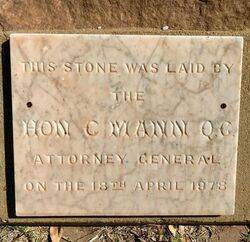 THIS STONE WAS LAID BY
THE
HON C MANN Q.C
ATTORNEY GENERAL
ON THE 18TH APRIL 1878